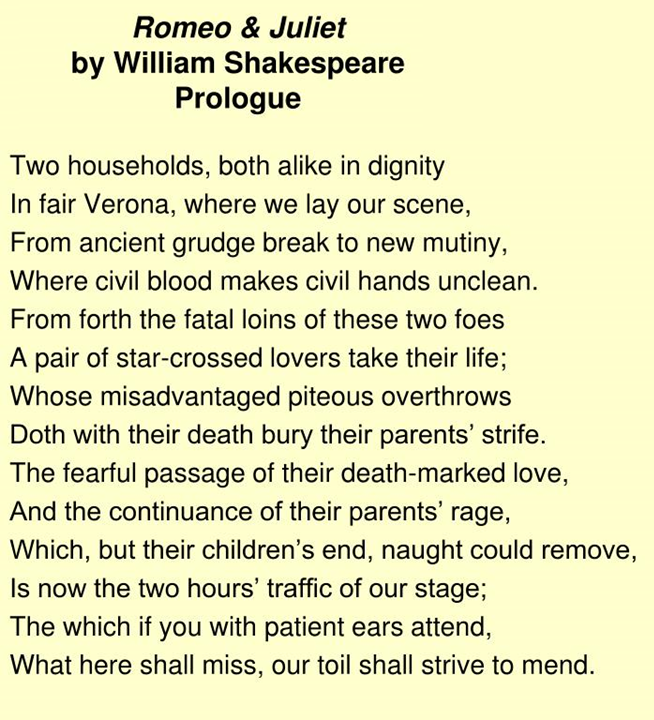 Romeo & Juliet
by William Shakespeare
Prologue
Two households, both alike in dignity
In fair Verona, where we lay our scene,
From ancient grudge break to new mutiny,
Where civil blood makes civil hands unclean.
From forth the fatal loins of these two foes
A pair of star-crossed lovers take their life;
Whose misadvantaged piteous overthrows
Doth with their death bury their parents’ strife.
The fearful passage of their death-marked love,
And the continuance of their parents’ rage,
Which, but their children’s end, naught could remove,
Is now the two hours’ traffic of our stage;
The which if you with patient ears attend,
What here shall miss, our toil shall strive to mend.